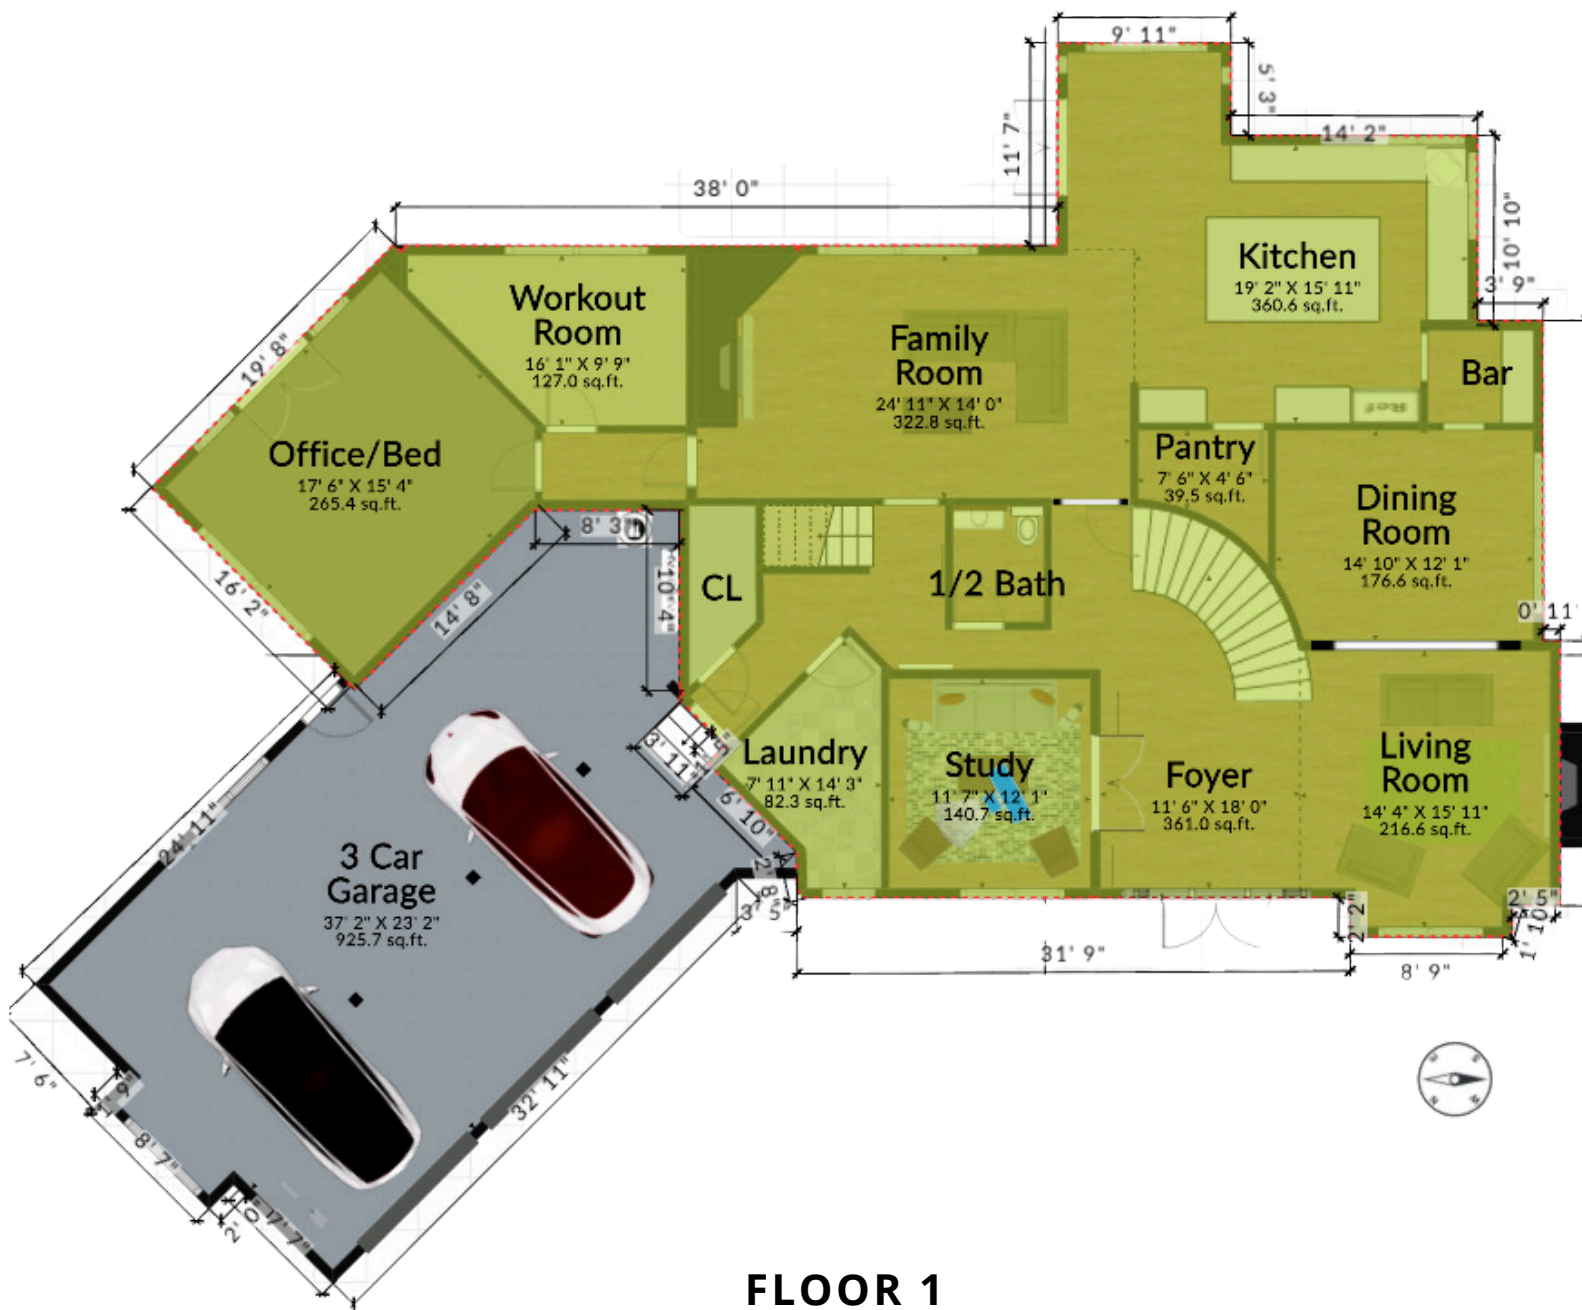 9' 11"
5' 3"
14' 2"
11' 7"
38' 0"
10' 10"
3' 9"
Kitchen
19' 2" X 15' 11"
360.6 sq.ft.
Workout
Room
16' 1" X 9' 9"
127.0 sq.ft.
Family
Room
24' 11" X 14' 0"
322.8 sq.ft.
19' 8"
Bar
Office/Bed
17' 6" X 15' 4"
265.4 sq.ft.
Pantry
7' 6" X 4' 6"
39.5 sq.ft.
Dining
Room
14' 10" X 12' 1"
176.6 sq.ft.
8' 3"
10' 4"
16' 2"
14' 8"
CL
1/2 Bath
0' 11"
3' 11"
Laundry
7' 11" X 14' 3"
82.3 sq.ft.
Study
11' 7" X 12' 1"
140.7 sq.ft.
Foyer
11' 6" X 18' 0"
361.0 sq.ft.
Living
Room
14' 4" X 15' 11"
216.6 sq.ft.
6' 10"
24' 11"
3 Car
Garage
37' 2" X 23' 2"
925.7 sq.ft.
2' 8"
3' 5"
2' 2"
2' 5"
1' 10"
31' 9"
8' 9"
7' 6"
32' 11"
8' 7"
2' 0"
7' 7"
FLOOR 1